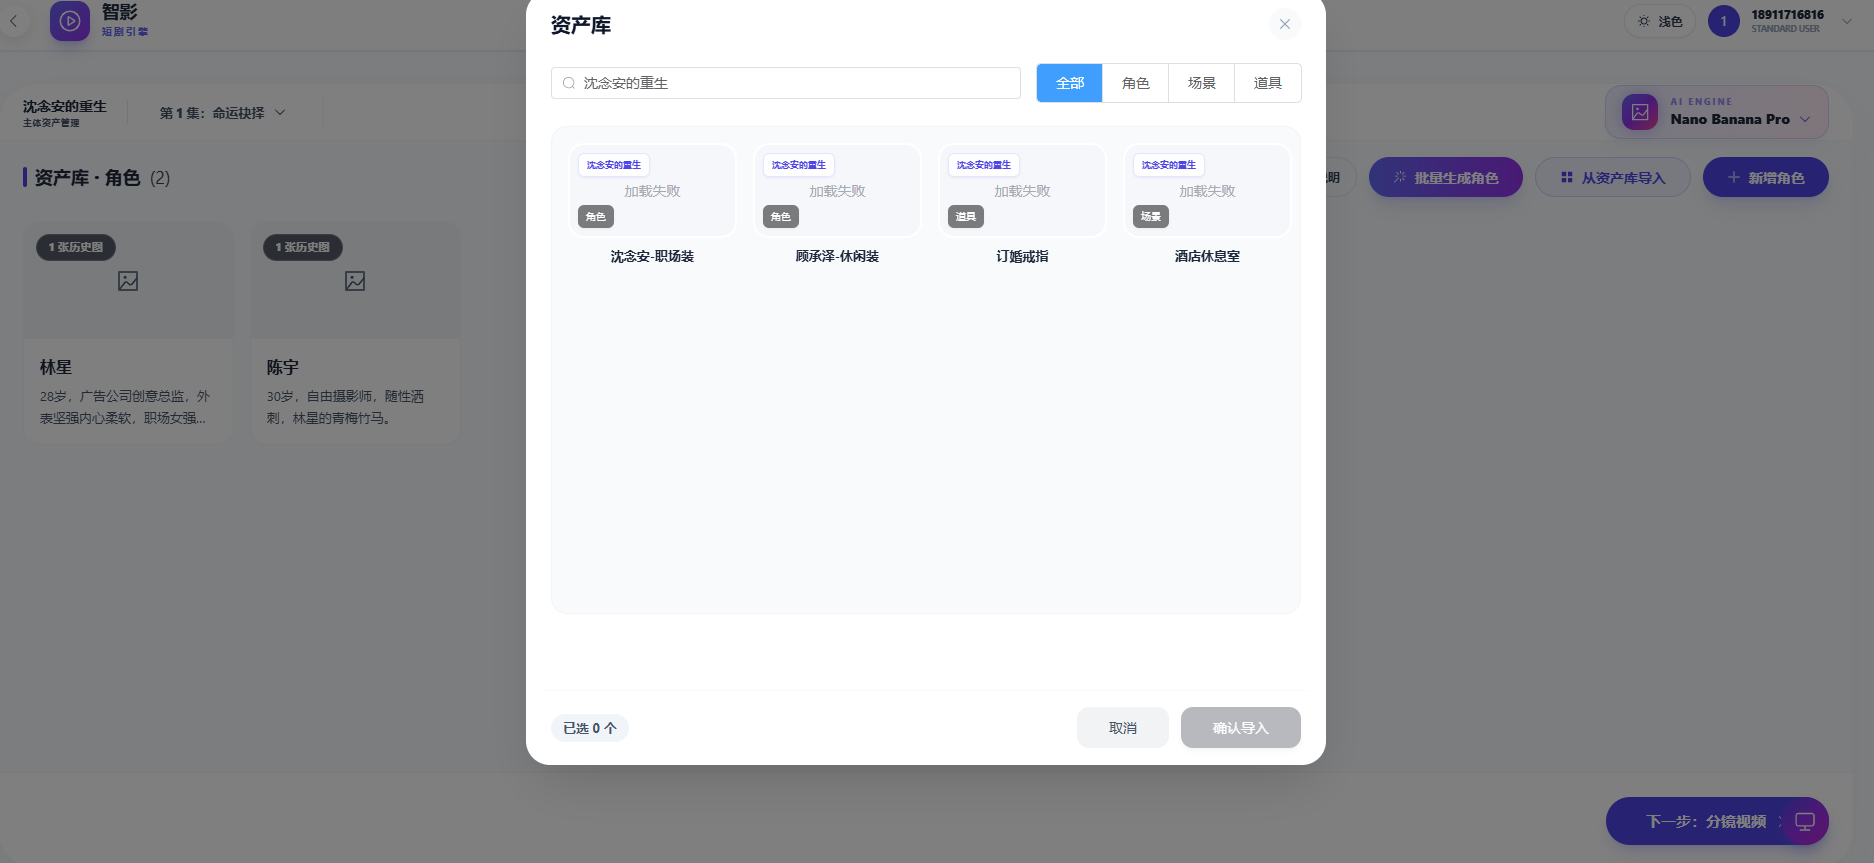 智影
短剧引擎
浅色
1
18911716816
STANDARD USER
沈念安的重生
主体资产管理
第 1 集：命运抉择
AI ENGINE
Nano Banana Pro
资产库 · 角色 (2)
明
批量生成角色
从资产库导入
新增角色
1 张历史图
林星
28岁，广告公司创意总监，外
表坚强内心柔软，职场女强...
1 张历史图
陈宇
30岁，自由摄影师，随性洒
刺，林星的青梅竹马。
资产库
沈念安的重生
全部
角色
场景
道具
沈念安的重生
加载失败
角色
沈念安-职场装
沈念安的重生
加载失败
角色
顾承泽-休闲装
沈念安的重生
加载失败
道具
订婚戒指
沈念安的重生
加载失败
场景
酒店休息室
已选 0 个
取消
确认导入
下一步：分镜视频